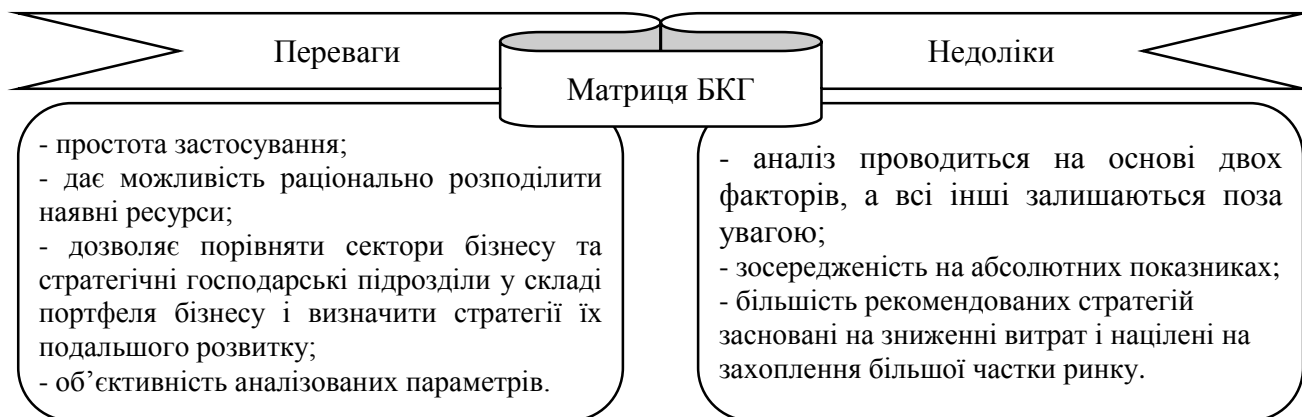 Переваги
Недоліки
Матриця БКГ
- простота застосування;
- дає можливість раціонально розподілити
наявні ресурси;
- дозволяє порівняти сектори бізнесу та
стратегічні господарські підрозділи у складі
портфеля бізнесу і визначити стратегії їх
подальшого розвитку;
- об’єктивність аналізованих параметрів.
- аналіз проводиться на основі двох
факторів, а всі інші залишаються поза
увагою;
- зосередженість на абсолютних показниках;
- більшість рекомендованих стратегій
засновані на зниженні витрат і націлені на
захоплення більшої частки ринку.